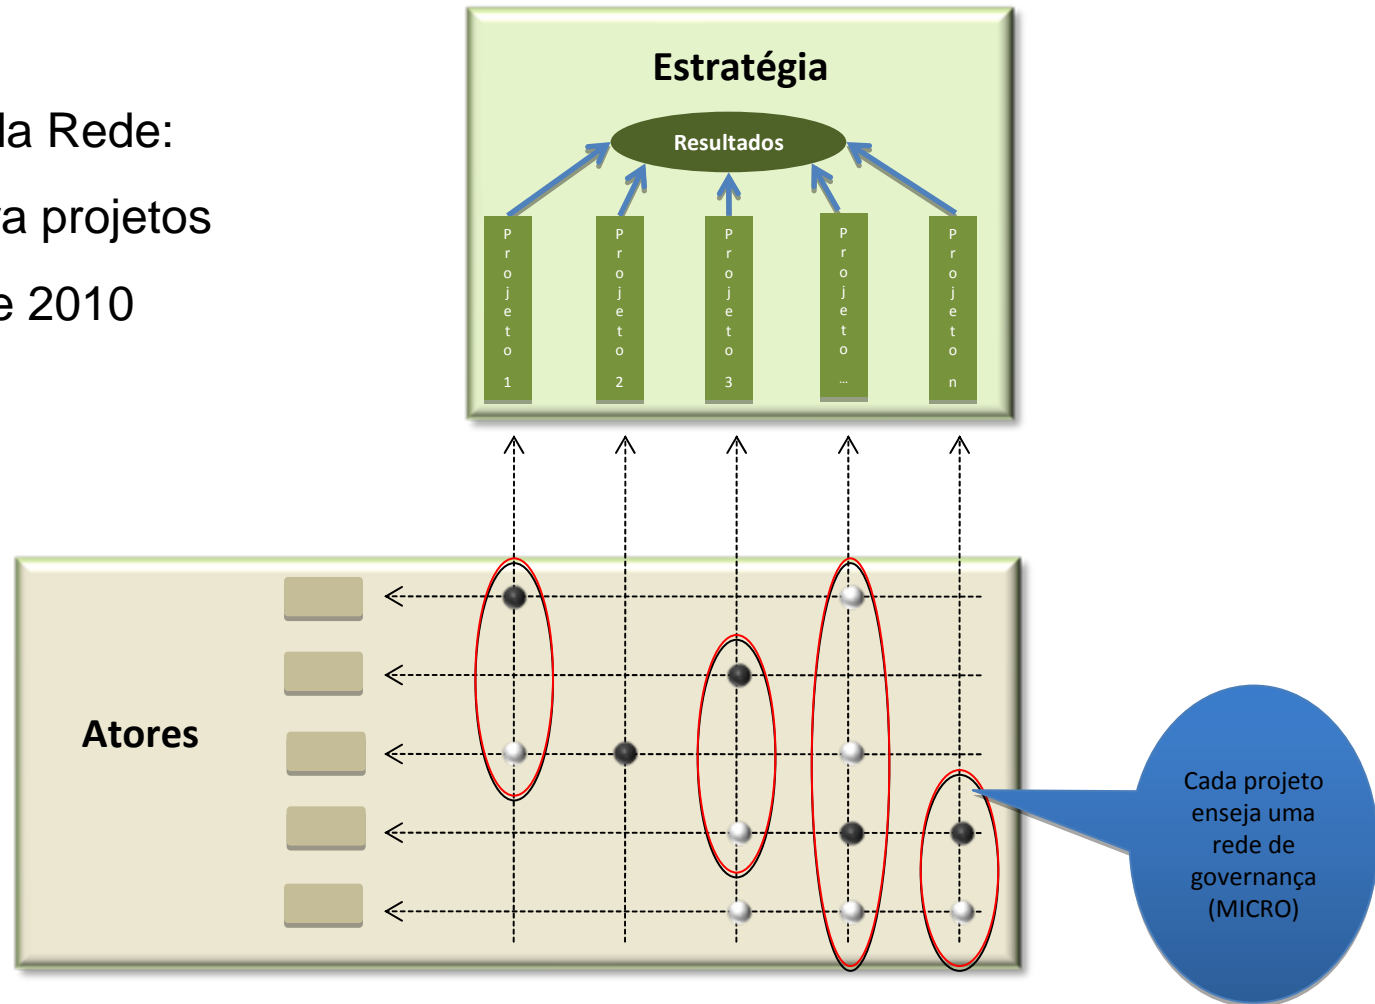 Estratégia
la Rede:
Resultados
a projetos
e 2010
Projeto 1
Projeto 2
Projeto 3
Projeto ...
Projeto n
Atores
Cada projeto
enseja uma
rede de
governança
(MICRO)